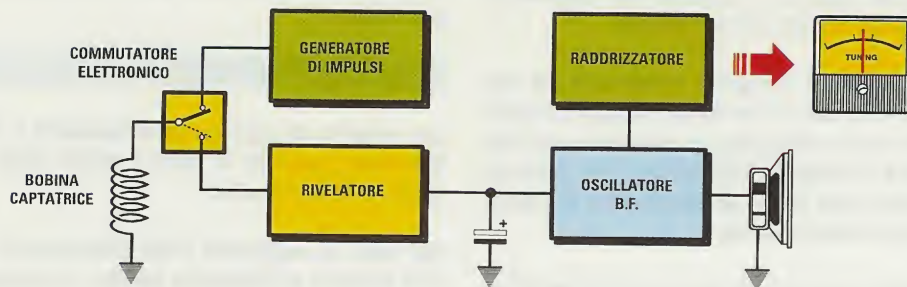 COMMUTATORE
ELETTRONICO
GENERATORE
DI IMPULSI
RADDRIZZATORE
TUNING
BOBINA
CAPTATRICE
RIVELATORE
+
OSCILLATORE
B.F.